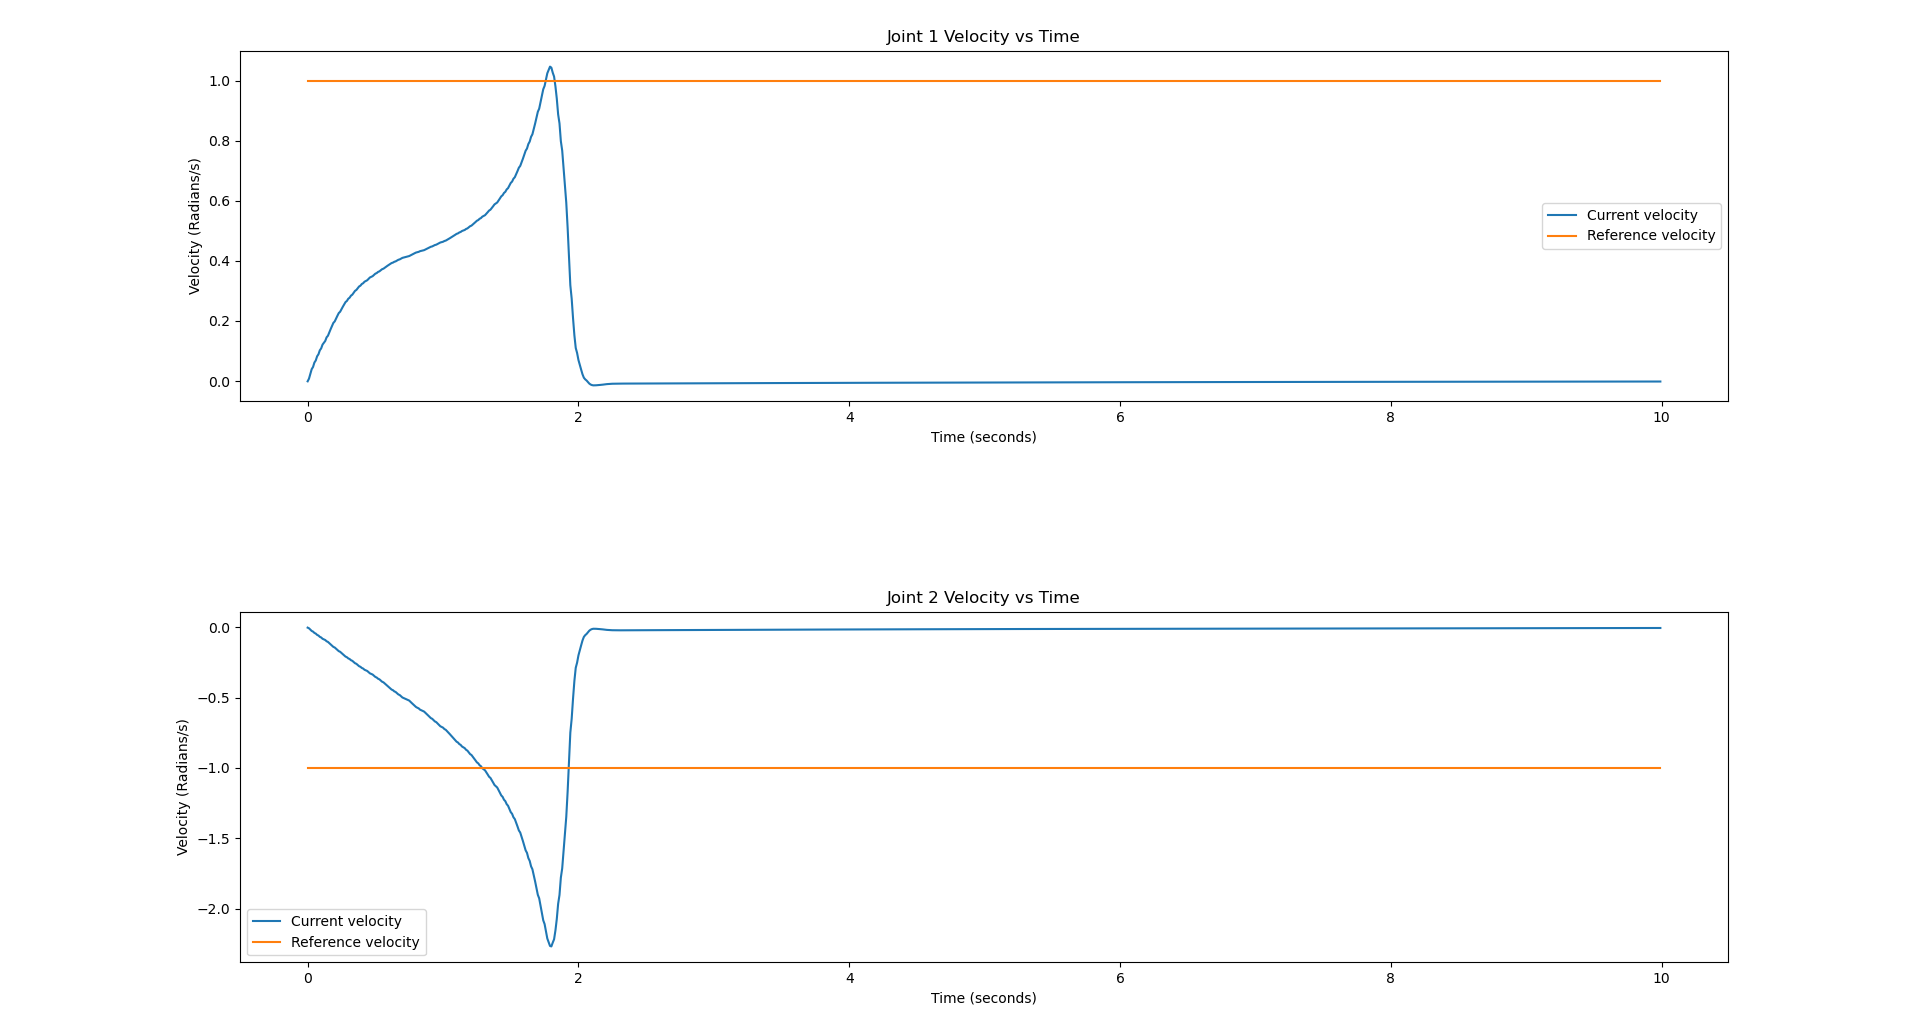 Joint 1 Velocity vs Time
1.0
0.8
0.6
0.4
0.2
0.0
Velocity (Radians/s)
Current velocity
Reference velocity
0 2 4 6 8 10
Time (seconds)
Joint 2 Velocity vs Time
0.0
−0.5
−1.0
−1.5
−2.0
Velocity (Radians/s)
Current velocity
Reference velocity
0 2 4 6 8 10
Time (seconds)